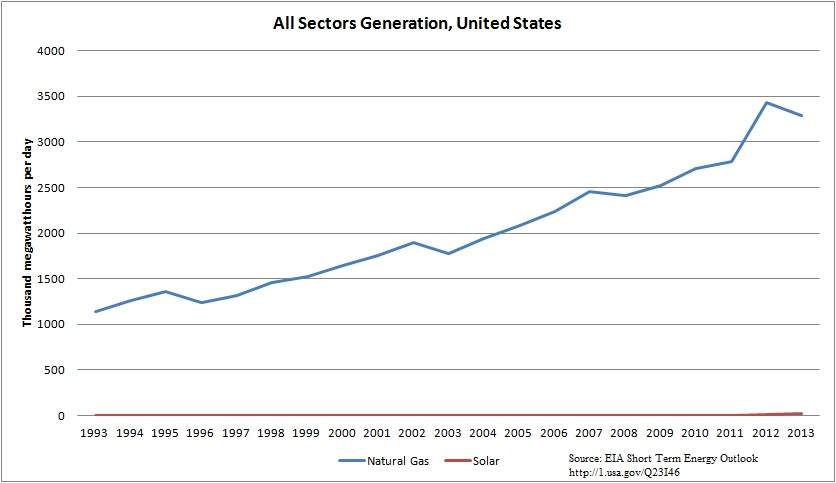 All Sectors Generation, United States
Thousand megawatthours per day
4000
3500
3000
2500
2000
1500
1000
500
0
1993 1994 1995 1996 1997 1998 1999 2000 2001 2002 2003 2004 2005 2006 2007 2008 2009 2010 2011 2012 2013
Natural Gas Solar
Source: EIA Short Term Energy Outlook
http://1.usa.gov/Q23I46